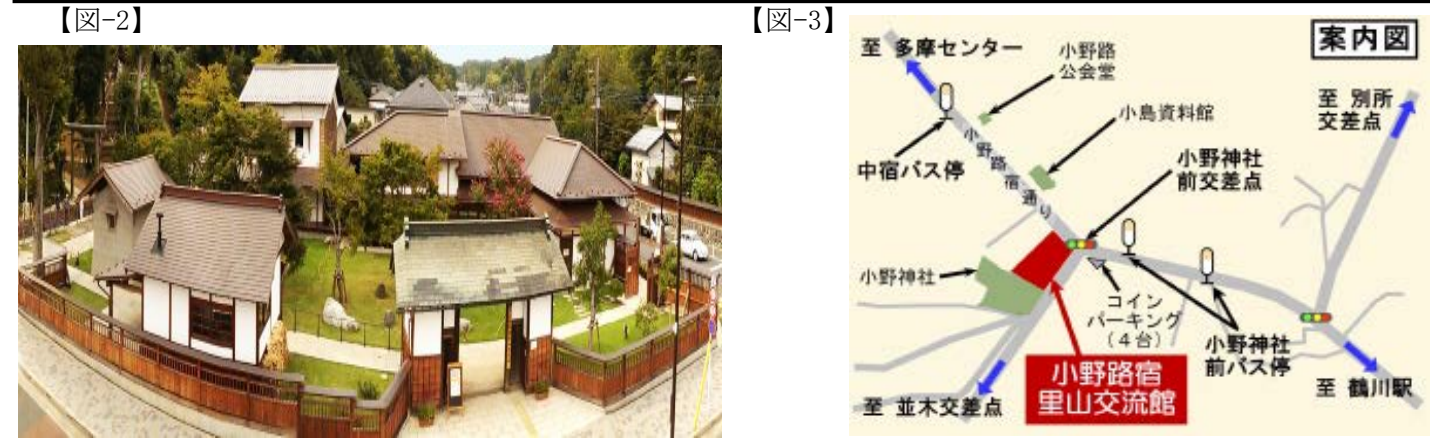 【図-2】
【図-3】
案内図
至 多摩センター
小野路
公会堂
至 別所
交差点
小島資料館
中宿バス停
小野路宿通り
小野神社
前交差点
小野神社
コイン
パーキング
(4台)
小野神社
前バス停
小野路宿
里山交流館
至 並木交差点
至 鶴川駅